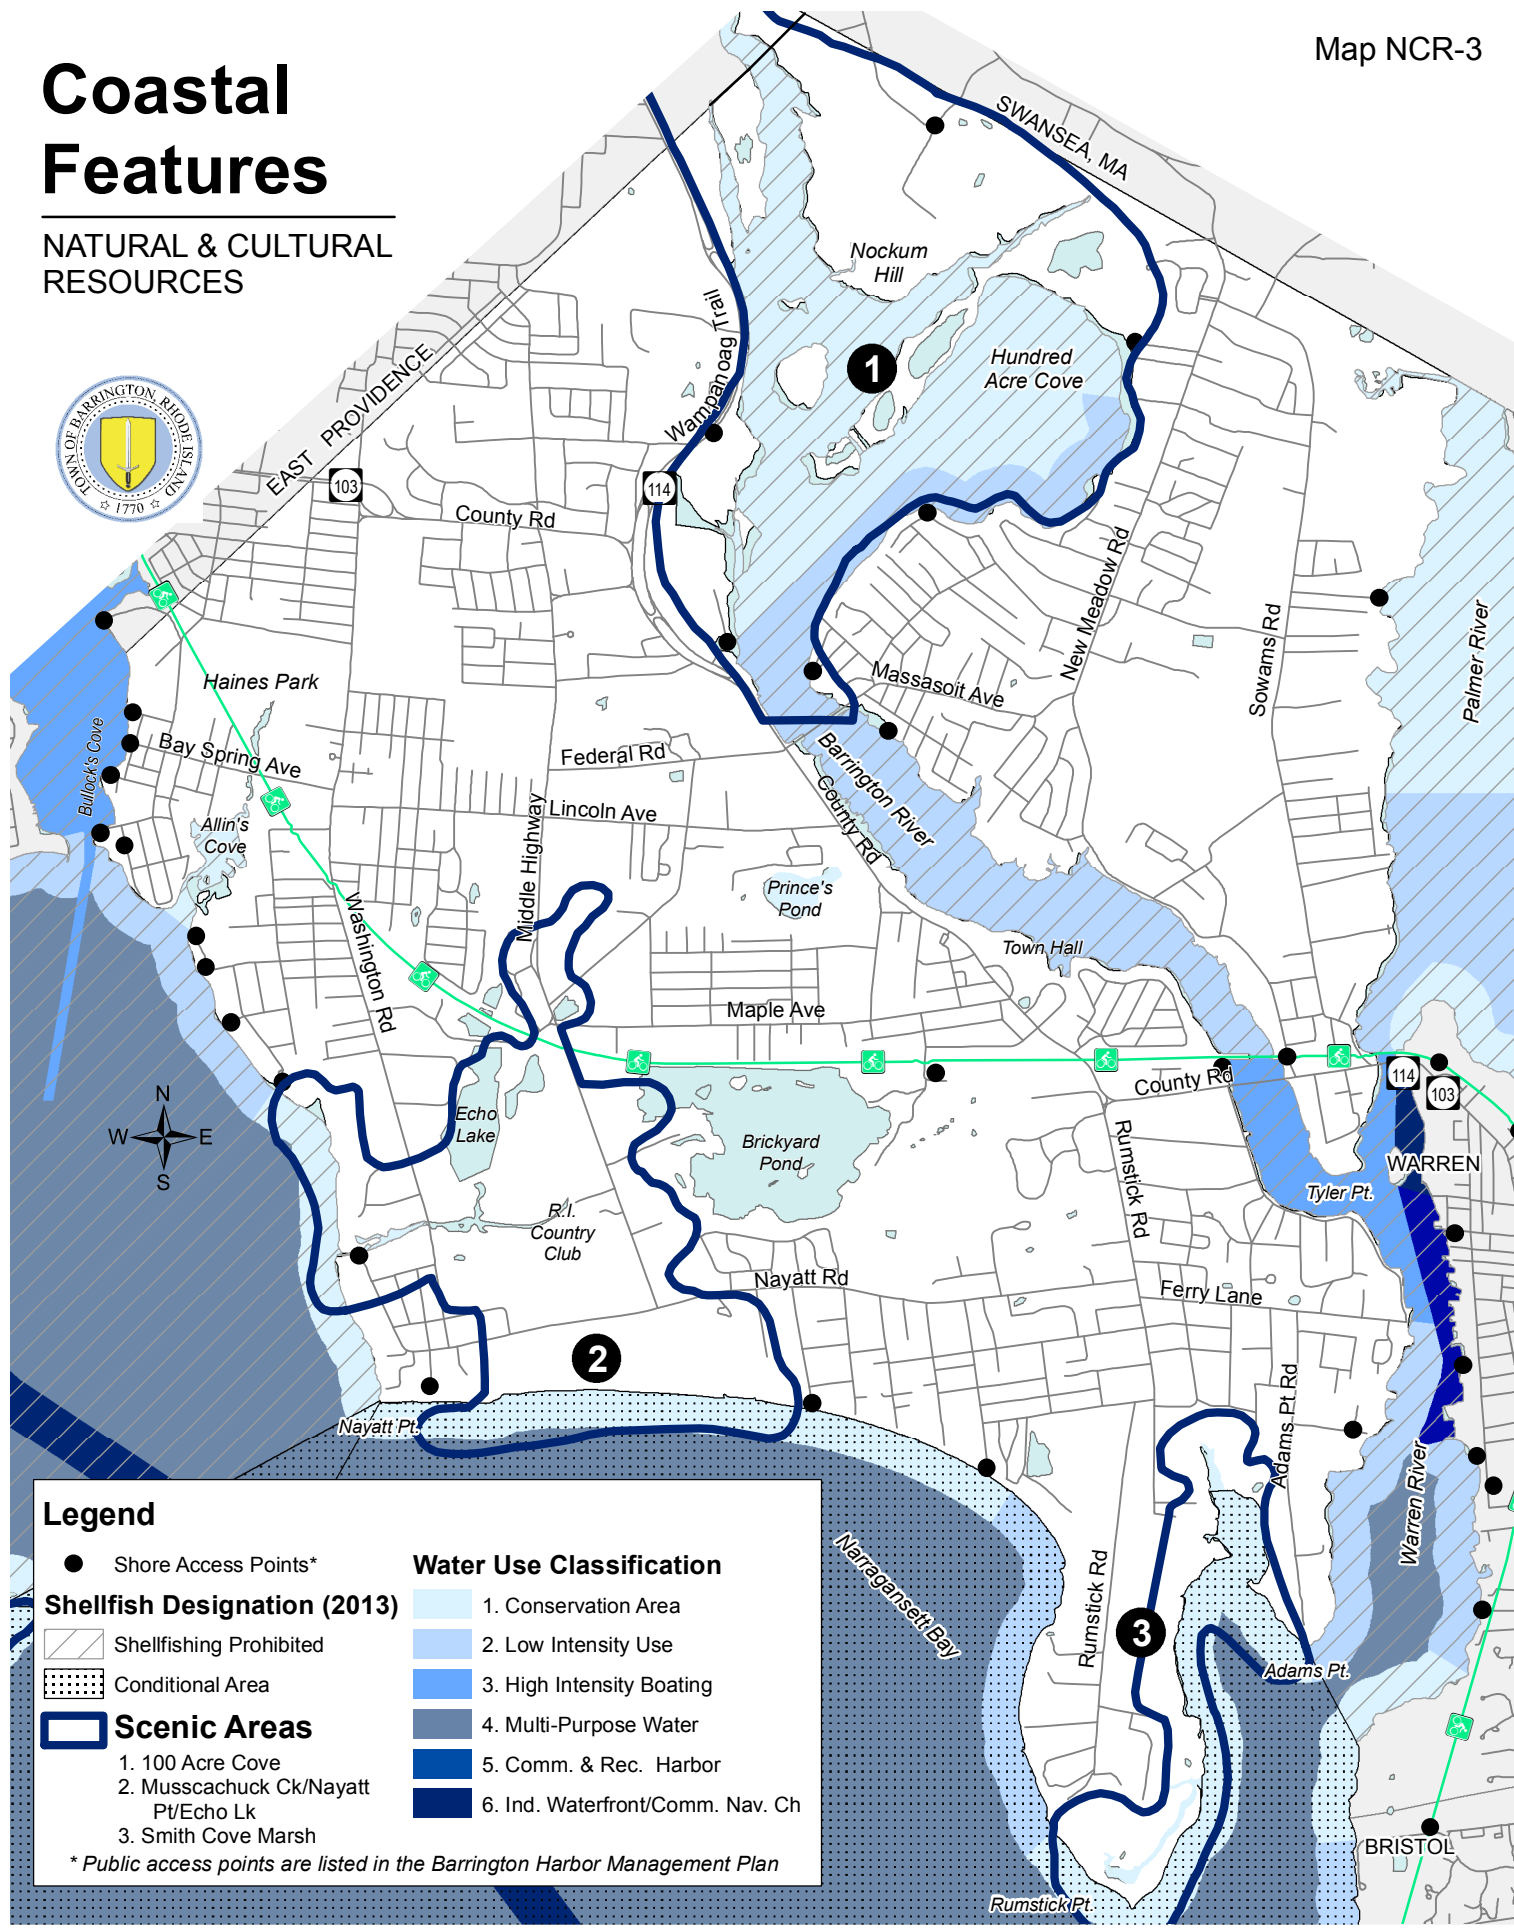 Map NCR-3
Coastal
Features
NATURAL & CULTURAL
RESOURCES
TOWN OF BARRINGTON, RHODE ISLAND
1770
SWANSEA, MA
EAST PROVIDENCE
Nockum
Hill
Wampanoag Trail
1
Hundred
Acre Cove
103
114
County Rd
New Meadow Rd
Sowams Rd
Palmer River
Haines Park
Massasoit Ave
Bullock's Cove
Bay Spring Ave
Federal Rd
Barrington River
County Rd
Lincoln Ave
Middle Highway
Allin's
Cove
Prince's
Pond
Washington Rd
Town Hall
Maple Ave
County Rd
114
103
N
W E
S
Echo
Lake
Brickyard
Pond
Rumstick Rd
WARREN
Tyler Pt.
R.I.
Country
Club
Nayatt Rd
Ferry Lane
2
Adams Pt Rd
Nayatt Pt.
Warren River
Narragansett Bay
Rumstick Rd
3
Adams Pt.
BRISTOL
Rumstick Pt.
Legend
Shore Access Points*
Shellfish Designation (2013)
Shellfishing Prohibited
Conditional Area
Scenic Areas
1. 100 Acre Cove
2. Musscachuck Ck/Nayatt
Pt/Echo Lk
3. Smith Cove Marsh
Water Use Classification
1. Conservation Area
2. Low Intensity Use
3. High Intensity Boating
4. Multi-Purpose Water
5. Comm. & Rec. Harbor
6. Ind. Waterfront/Comm. Nav. Ch
* Public access points are listed in the Barrington Harbor Management Plan